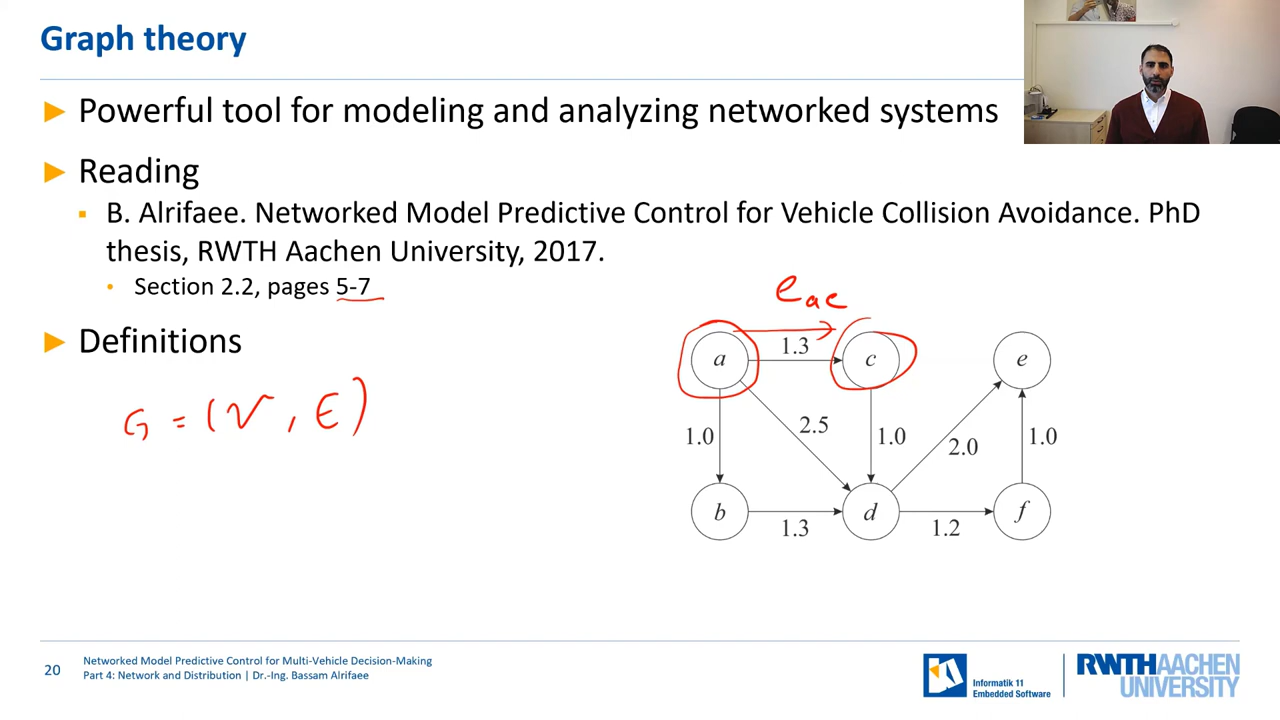 Graph theory
Powerful tool for modeling and analyzing networked systems
Reading
B. Alrifaee. Networked Model Predictive Control for Vehicle Collision Avoidance. PhD
thesis, RWTH Aachen University, 2017.
Section 2.2, pages 5-7
Definitions
G = (V, E)
e_ac
a 1.3 c e
1.0 2.5 1.0 2.0 1.0
b 1.3 d 1.2 f
20
Networked Model Predictive Control for Multi-Vehicle Decision-Making
Part 4: Network and Distribution | Dr.-Ing. Bassam Alrifaee
Informatik 11
Embedded Software
RWTHAACHEN
UNIVERSITY